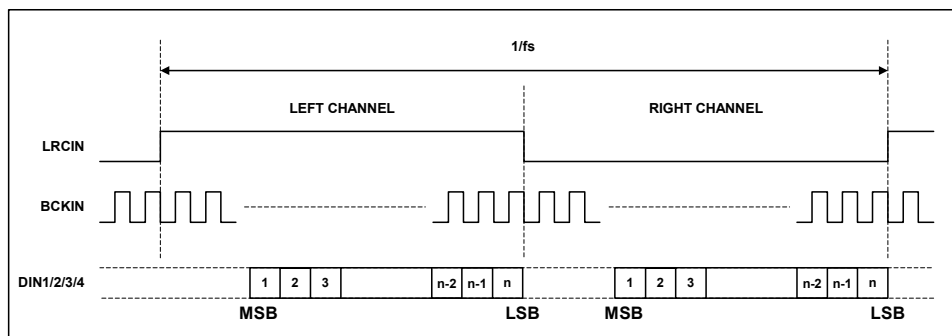 1/fs
LEFT CHANNEL RIGHT CHANNEL
LRCIN
BCKIN
DIN1/2/3/4 1 2 3 n-2 n-1 n 1 2 3 n-2 n-1 n
MSB LSB MSB LSB